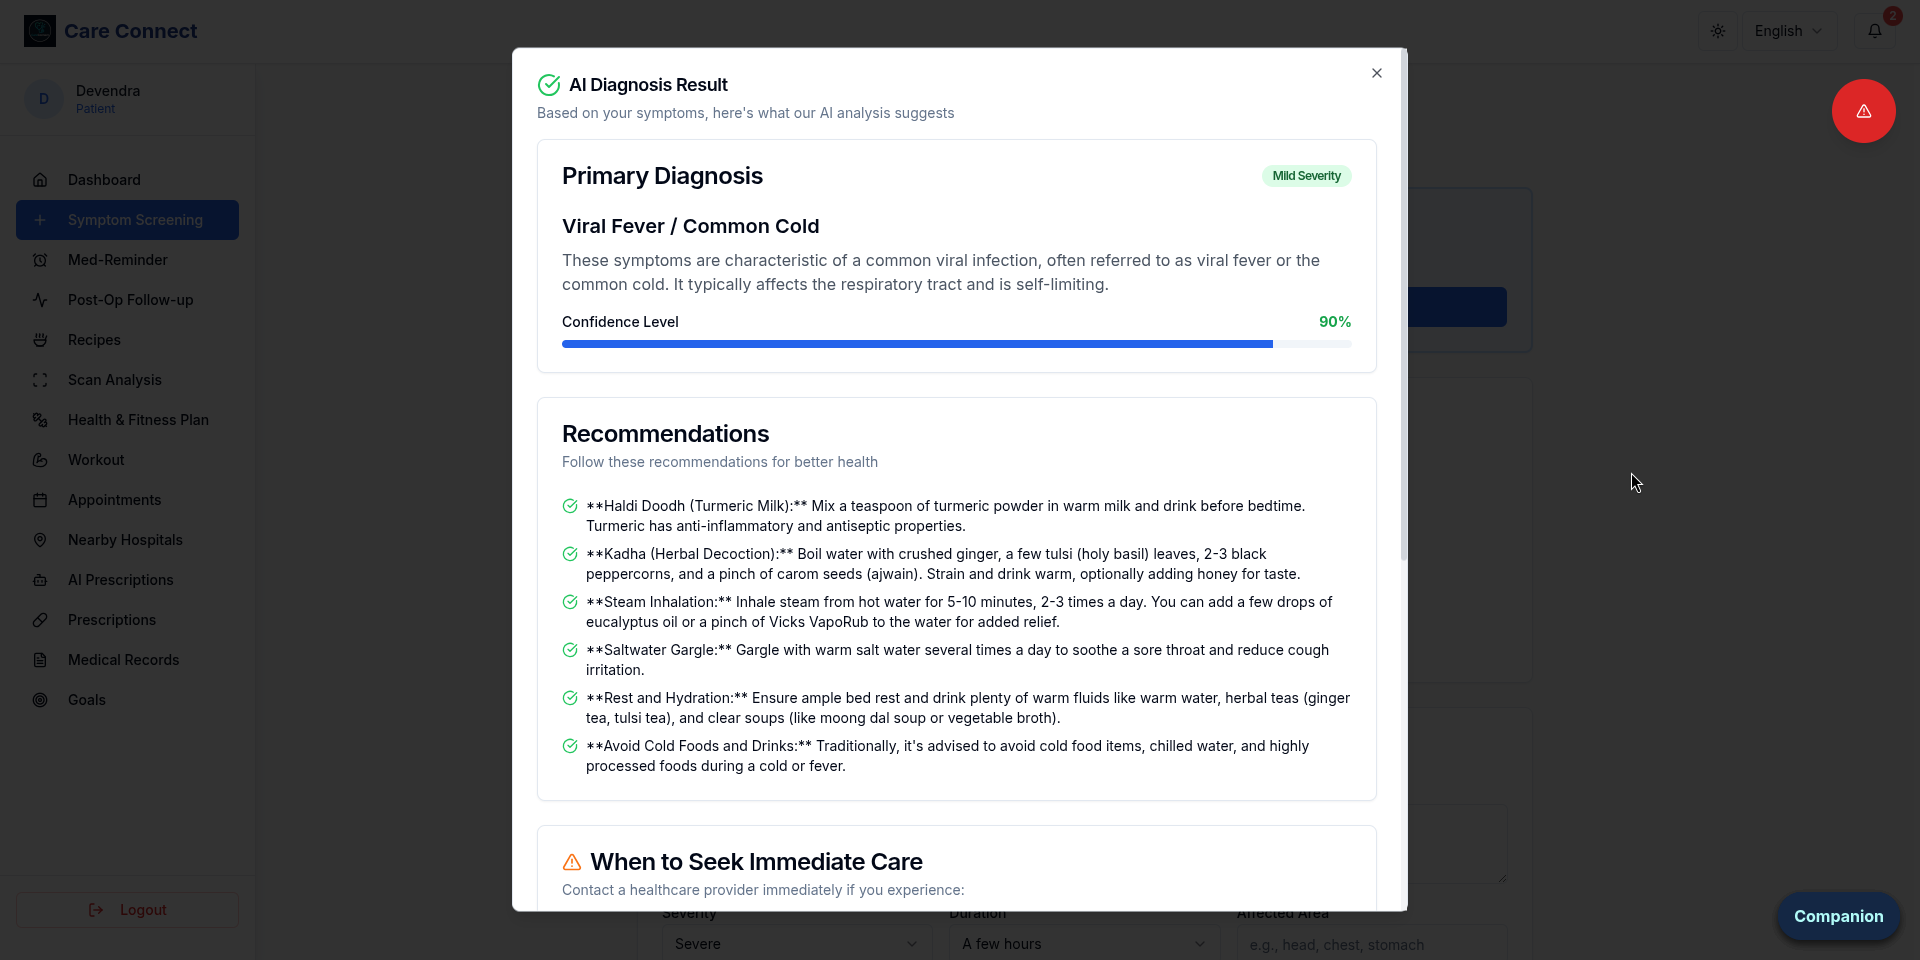 Care Connect
English
2
D
Devendra
Patient
Dashboard
Symptom Screening
Med-Reminder
Post-Op Follow-up
Recipes
Scan Analysis
Health & Fitness Plan
Workout
Appointments
Nearby Hospitals
AI Prescriptions
Prescriptions
Medical Records
Goals
Logout
AI Diagnosis Result
Based on your symptoms, here's what our AI analysis suggests
Primary Diagnosis
Mild Severity
Viral Fever / Common Cold
These symptoms are characteristic of a common viral infection, often referred to as viral fever or the
common cold. It typically affects the respiratory tract and is self-limiting.
Confidence Level
90%
Recommendations
Follow these recommendations for better health
**Haldi Doodh (Turmeric Milk):** Mix a teaspoon of turmeric powder in warm milk and drink before bedtime.
Turmeric has anti-inflammatory and antiseptic properties.
**Kadha (Herbal Decoction):** Boil water with crushed ginger, a few tulsi (holy basil) leaves, 2-3 black
peppercorns, and a pinch of carom seeds (ajwain). Strain and drink warm, optionally adding honey for taste.
**Steam Inhalation:** Inhale steam from hot water for 5-10 minutes, 2-3 times a day. You can add a few drops of
eucalyptus oil or a pinch of Vicks VapoRub to the water for added relief.
**Saltwater Gargle:** Gargle with warm salt water several times a day to soothe a sore throat and reduce cough
irritation.
**Rest and Hydration:** Ensure ample bed rest and drink plenty of warm fluids like warm water, herbal teas (ginger
tea, tulsi tea), and clear soups (like moong dal soup or vegetable broth).
**Avoid Cold Foods and Drinks:** Traditionally, it's advised to avoid cold food items, chilled water, and highly
processed foods during a cold or fever.
When to Seek Immediate Care
Contact a healthcare provider immediately if you experience:
Severity
Duration
Affected Area
Severe
A few hours
e.g., head, chest, stomach
Companion